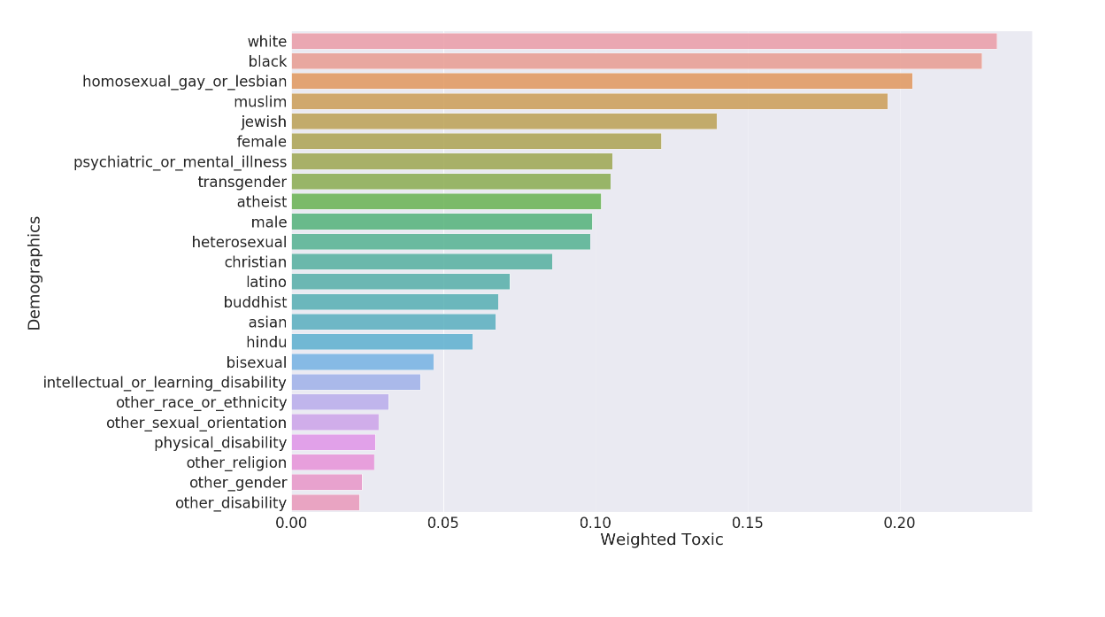 white
black
homosexual_gay_or_lesbian
muslim
jewish
female
psychiatric_or_mental_illness
transgender
atheist
male
heterosexual
christian
latino
buddhist
asian
hindu
bisexual
intellectual_or_learning_disability
other_race_or_ethnicity
other_sexual_orientation
physical_disability
other_religion
other_gender
other_disability
Demographics
0.00 0.05 0.10 0.15 0.20
Weighted Toxic